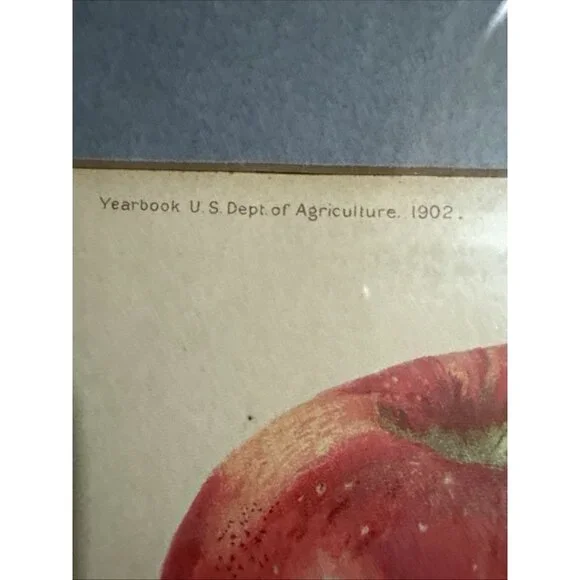 Yearbook U.S. Dept. of Agriculture. 1902.